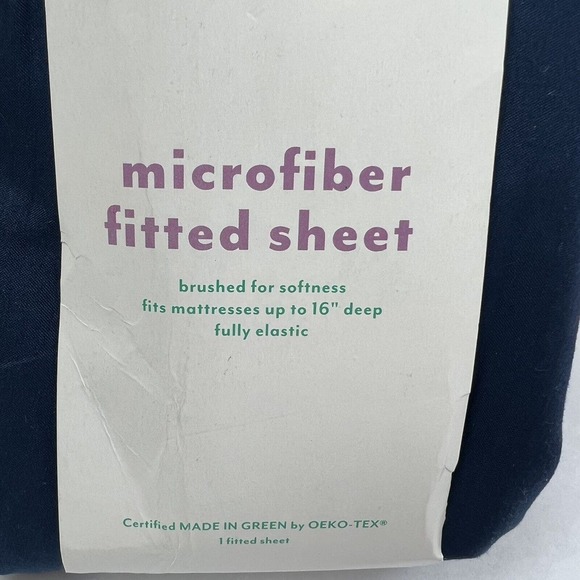 microfiber
fitted sheet
brushed for softness
fits mattresses up to 16" deep
fully elastic
Certified MADE IN GREEN by OEKO-TEX®
1 fitted sheet